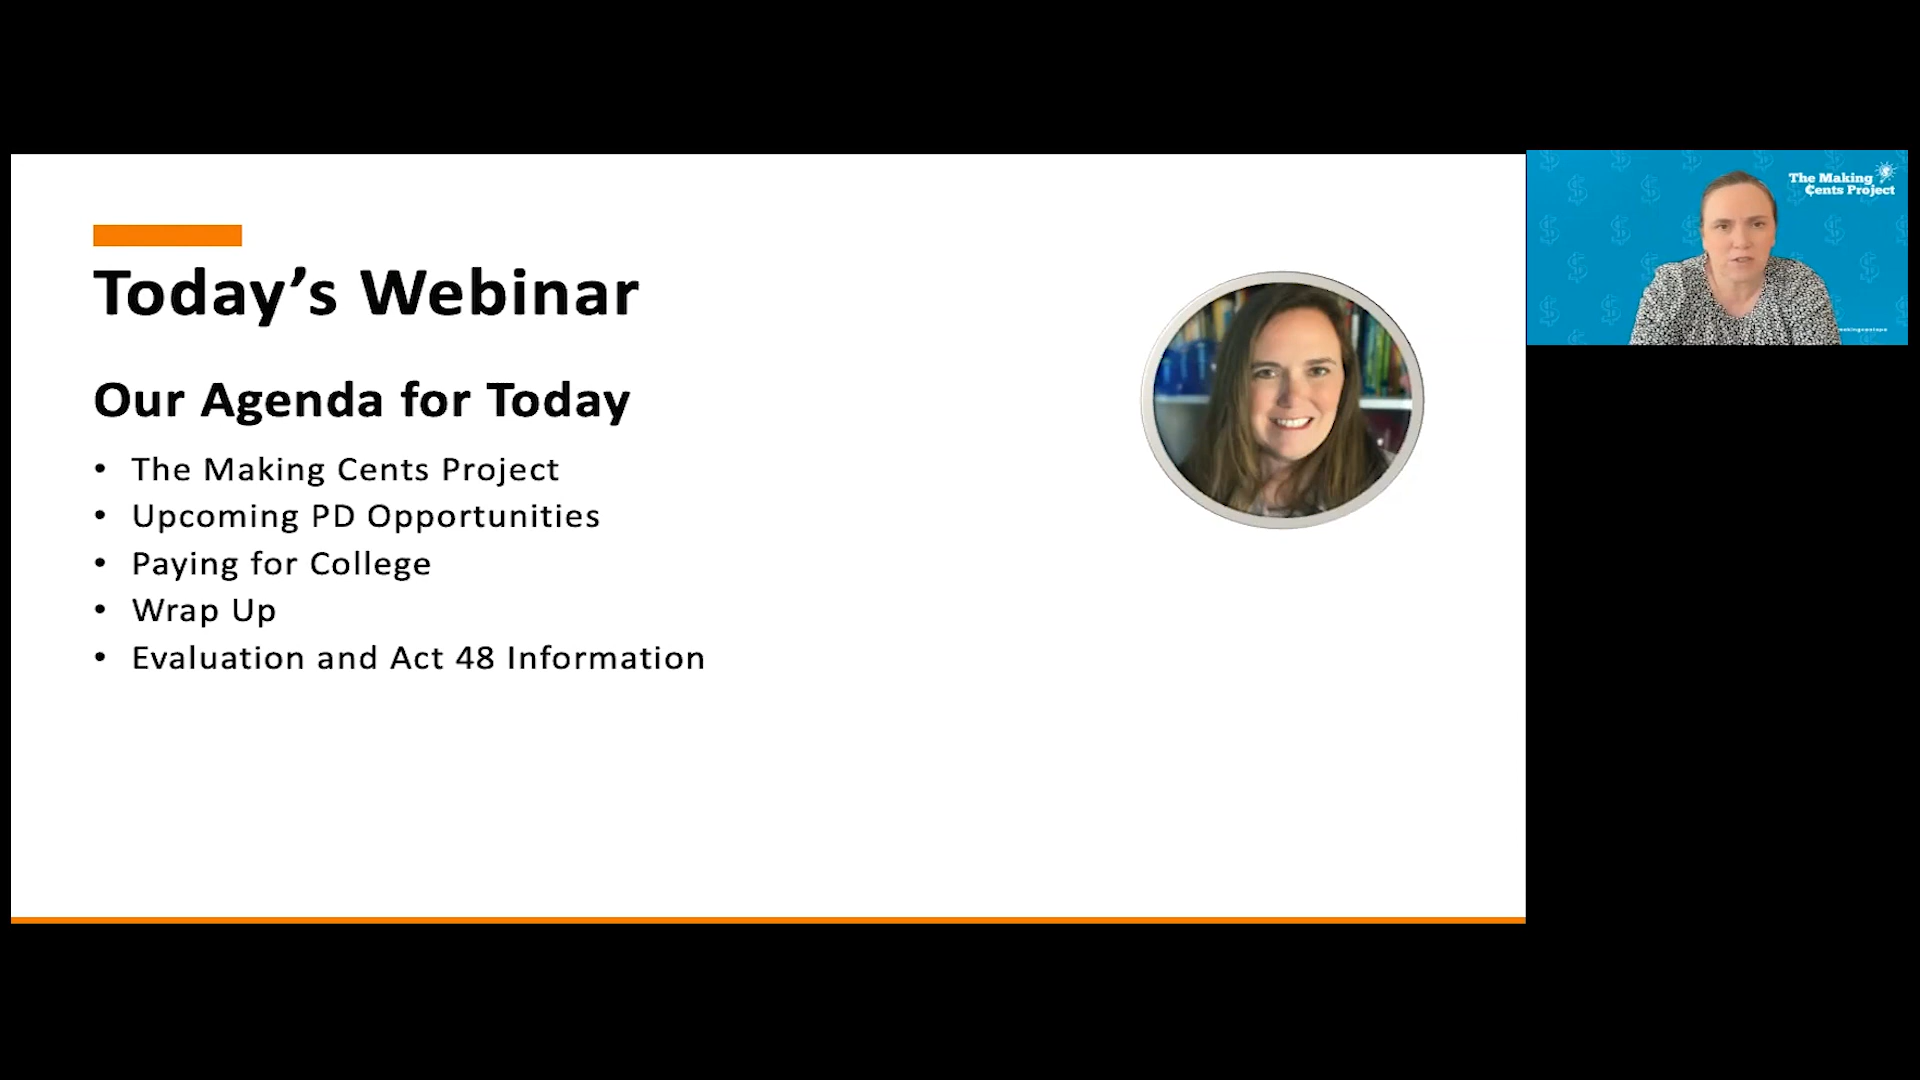 Today’s Webinar
Our Agenda for Today
• The Making Cents Project
• Upcoming PD Opportunities
• Paying for College
• Wrap Up
• Evaluation and Act 48 Information
The Making
¢ents Project